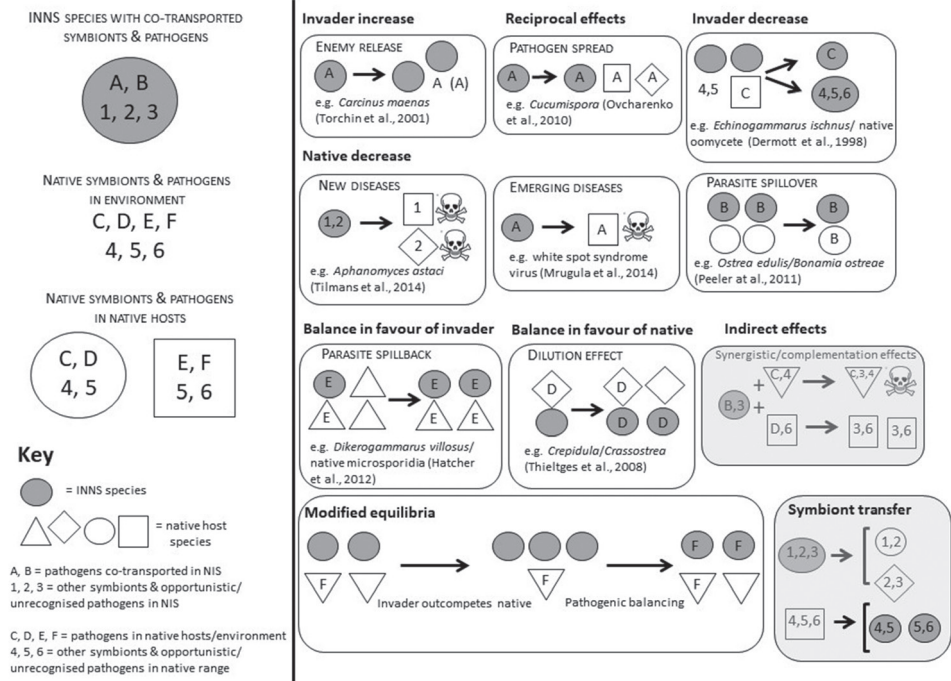 INNS SPECIES WITH CO-TRANSPORTED
SYMBIONTS & PATHOGENS
A, B
1, 2, 3
NATIVE SYMBIONTS & PATHOGENS
IN ENVIRONMENT
C, D, E, F
4, 5, 6
NATIVE SYMBIONTS & PATHOGENS
IN NATIVE HOSTS
C, D
4, 5
E, F
5, 6
Key
= INNS species
= native host
species
A, B = pathogens co-transported in NIS
1, 2, 3 = other symbionts & opportunistic/
unrecognised pathogens in NIS
C, D, E, F = pathogens in native hosts/environment
4, 5, 6 = other symbionts & opportunistic/
unrecognised pathogens in native range
Invader increase
ENEMY RELEASE
A
A (A)
e.g. Carcinus maenas
(Torchin et al., 2001)
Reciprocal effects
PATHOGEN SPREAD
A A A A
e.g. Cucumispora (Ovcharenko
et al., 2010)
Invader decrease
C
4,5 C 4,5,6
e.g. Echinogammarus ischnus/ native
oomycete (Dermott et al., 1998)
Native decrease
NEW DISEASES
1,2 1
2
e.g. Aphanomyces astaci
(Tilmans et al., 2014)
EMERGING DISEASES
A A
e.g. white spot syndrome
virus (Mrugula et al., 2014)
PARASITE SPILLOVER
B B B
B
e.g. Ostrea edulis/Bonamia ostreae
(Peeler at al., 2011)
Balance in favour of invader
PARASITE SPILLBACK
E E E
E E E
e.g. Dikerogammarus villosus/
native microsporidia (Hatcher
et al., 2012)
Balance in favour of native
DILUTION EFFECT
D D
D D
e.g. Crepidula/Crassostrea
(Thieltges et al., 2008)
Indirect effects
Synergistic/complementation effects
+ C,4 C,3,4
B,3 +
D,6 3,6 3,6
Modified equilibria
F F
F F F
Invader outcompetes native Pathogenic balancing
Symbiont transfer
1,2,3 1,2
2,3
4,5,6 4,5 5,6